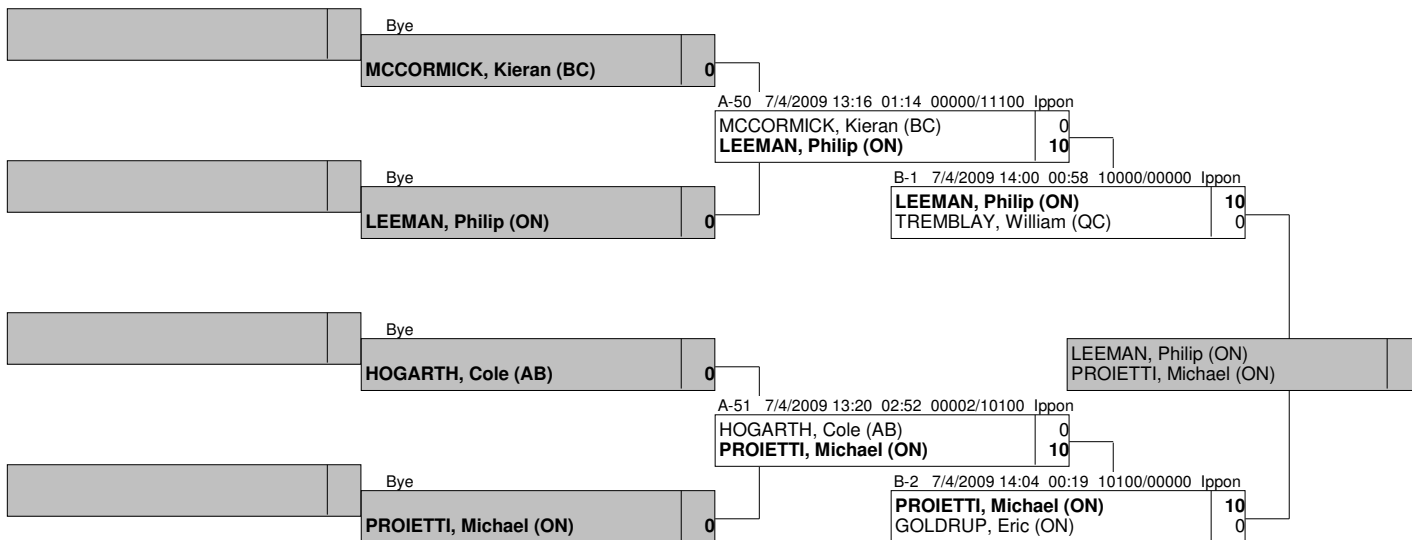 Bye
MCCORMICK, Kieran (BC) 0
A-50 7/4/2009 13:16 01:14 00000/11100 Ippon
MCCORMICK, Kieran (BC) 0
LEEMAN, Philip (ON) 10
Bye
LEEMAN, Philip (ON) 0
B-1 7/4/2009 14:00 00:58 10000/00000 Ippon
LEEMAN, Philip (ON) 10
TREMBLAY, William (QC) 0
Bye
HOGARTH, Cole (AB) 0
LEEMAN, Philip (ON)
PROIETTI, Michael (ON)
A-51 7/4/2009 13:20 02:52 00002/10100 Ippon
HOGARTH, Cole (AB) 0
PROIETTI, Michael (ON) 10
Bye
PROIETTI, Michael (ON) 0
B-2 7/4/2009 14:04 00:19 10100/00000 Ippon
PROIETTI, Michael (ON) 10
GOLDRUP, Eric (ON) 0